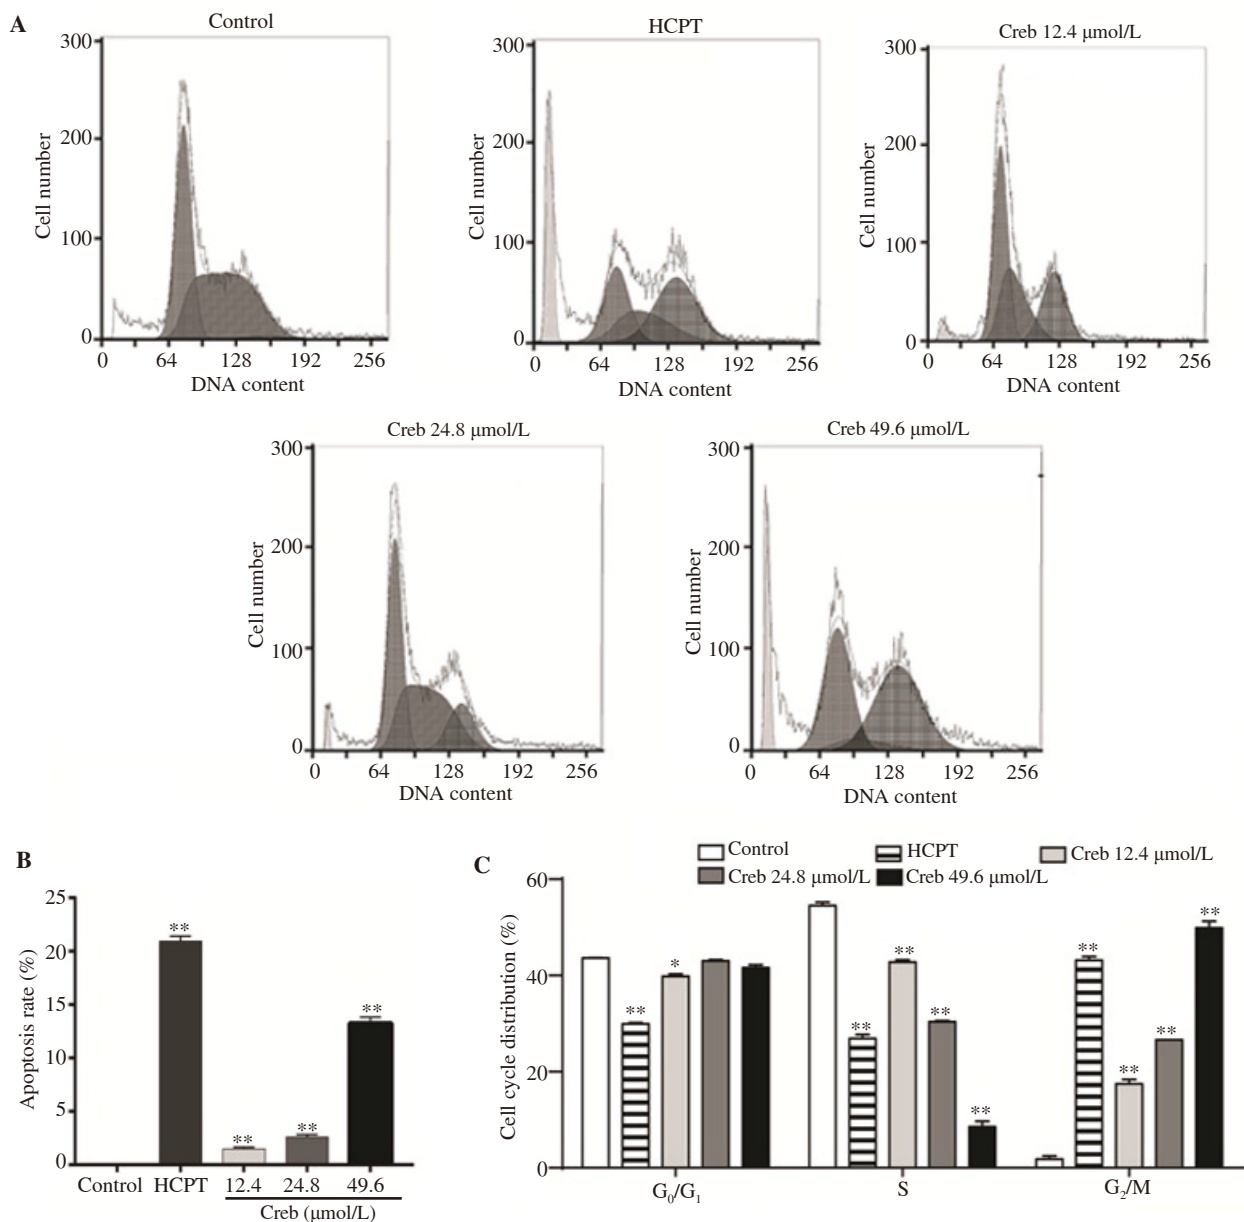 A
Control
300
200
100
0
Cell number
0 64 128 192 256
DNA content
HCPT
300
200
100
0
Cell number
0 64 128 192 256
DNA content
Creb 12.4 μmol/L
300
200
100
0
Cell number
0 64 128 192 256
DNA content
Creb 24.8 μmol/L
300
200
100
0
Cell number
0 64 128 192 256
DNA content
Creb 49.6 μmol/L
300
200
100
0
Cell number
0 64 128 192 256
DNA content
B
25
20
15
10
5
0
Apoptosis rate (%)
**
**
**
**
Control HCPT 12.4 24.8 49.6
Creb (μmol/L)
C
Control HCPT Creb 12.4 μmol/L
Creb 24.8 μmol/L Creb 49.6 μmol/L
60
40
20
0
Cell cycle distribution (%)
** *
** ** ** **
** ** ** **
G₀/G₁ S G₂/M